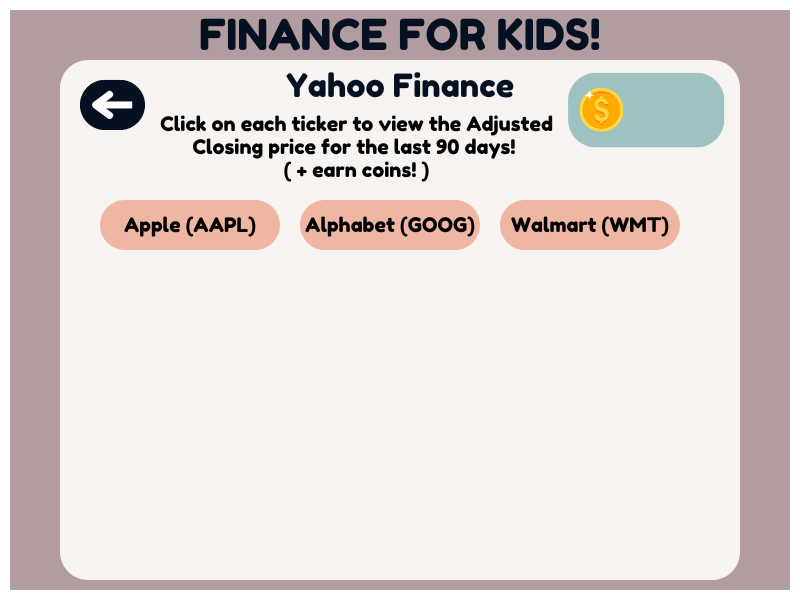 FINANCE FOR KIDS!
Yahoo Finance
Click on each ticker to view the Adjusted
Closing price for the last 90 days!
( + earn coins! )
$
Apple (AAPL)
Alphabet (GOOG)
Walmart (WMT)